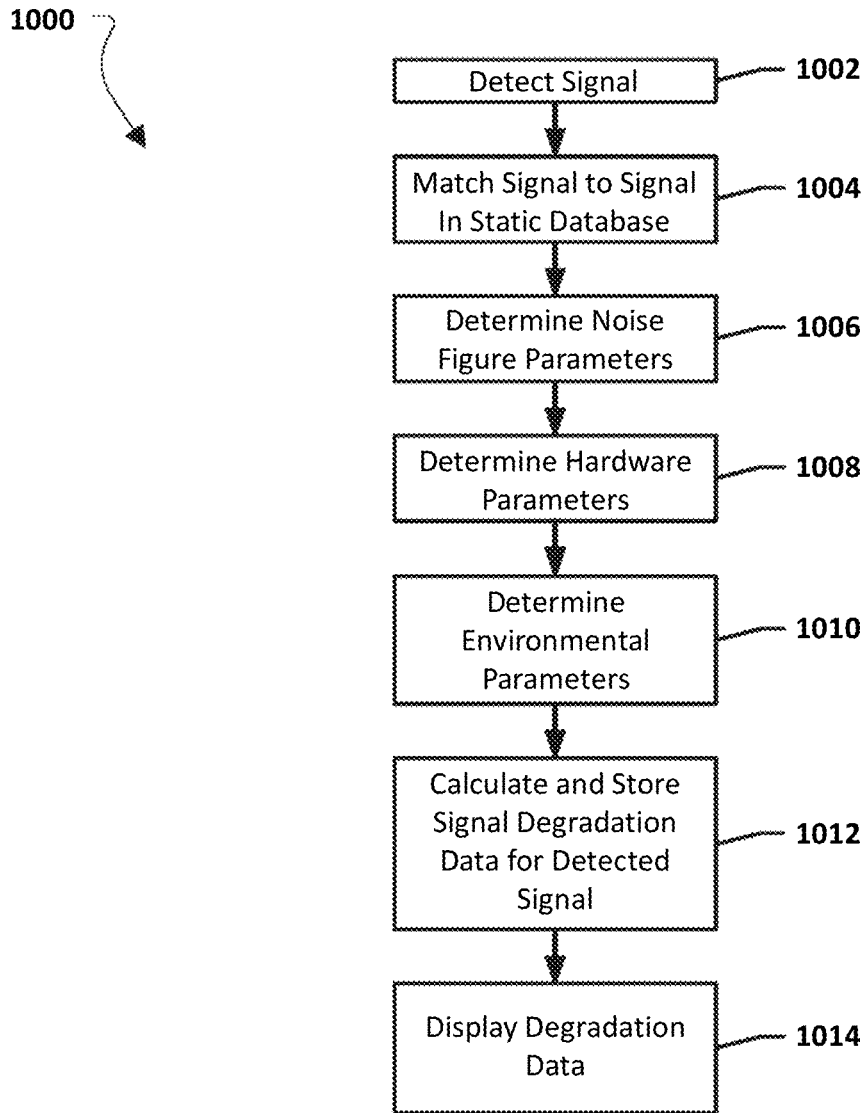 1000
Detect Signal
1002
Match Signal to Signal
In Static Database
1004
Determine Noise
Figure Parameters
1006
Determine Hardware
Parameters
1008
Determine
Environmental
Parameters
1010
Calculate and Store
Signal Degradation
Data for Detected
Signal
1012
Display Degradation
Data
1014